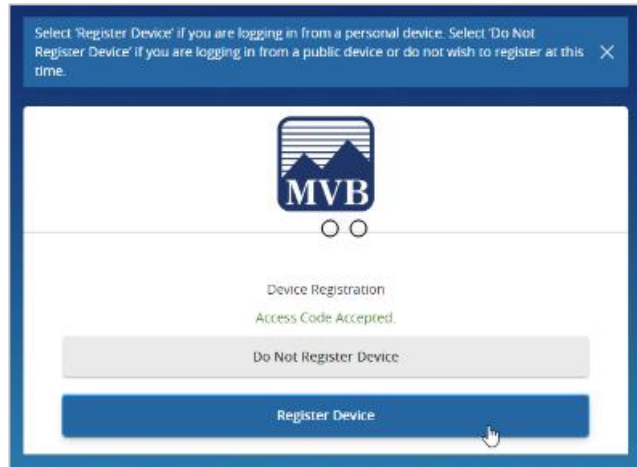 Select 'Register Device' if you are logging in from a personal device. Select 'Do Not
Register Device' if you are logging in from a public device or do not wish to register at this
time.
MVB
Device Registration
Access Code Accepted.
Do Not Register Device
Register Device